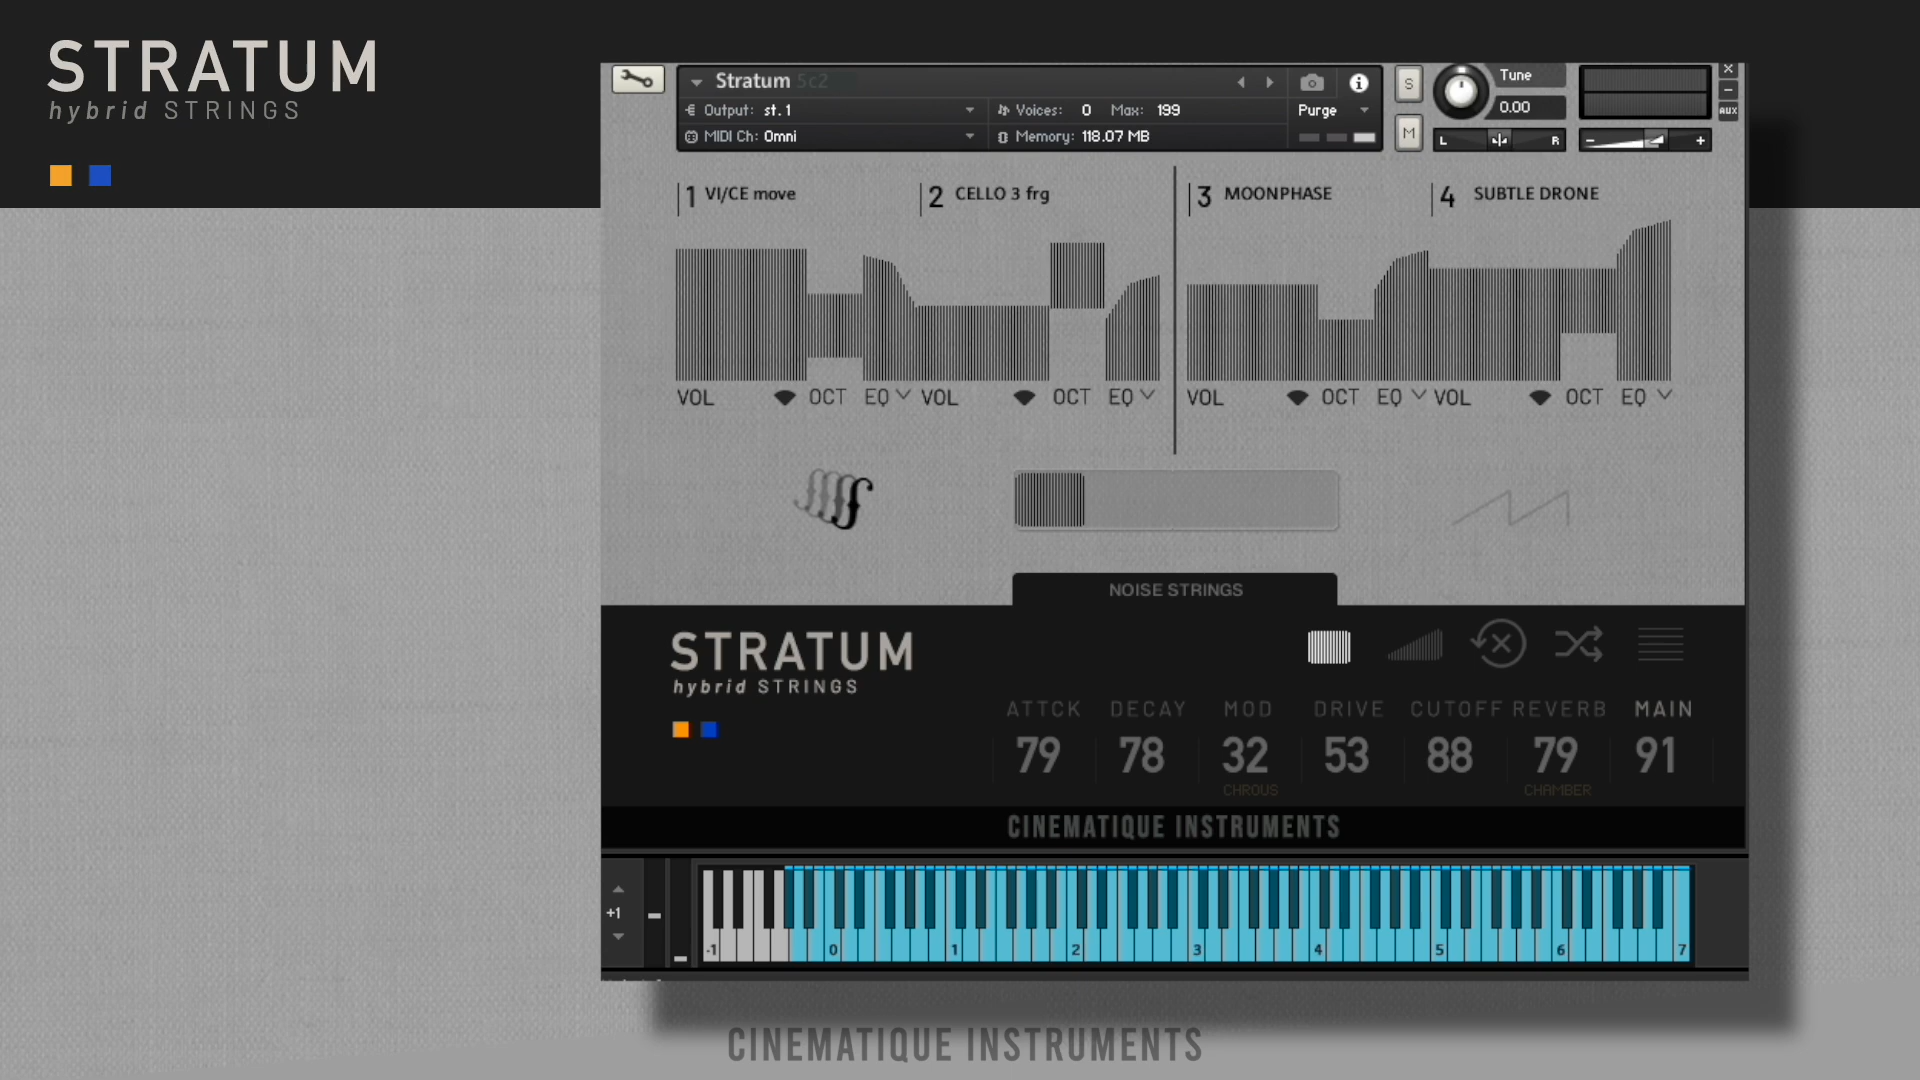 STRATUM
hybrid STRINGS
Stratum 5c2
Output: st. 1
Voices: 0 Max: 199
Purge
MIDI Ch: Omni
Memory: 118.07 MB
S
M
Tune
0.00
L R
- +
×
AUX
1 VI/CE move
2 CELLO 3 frg
3 MOONPHASE
4 SUBTLE DRONE
VOL OCT EQ VOL OCT EQ VOL OCT EQ VOL OCT EQ
NOISE STRINGS
STRATUM
hybrid STRINGS
ATTCK DECAY MOD DRIVE CUTOFF REVERB MAIN
79 78 32 53 88 79 91
CHROUS CHAMBER
CINEMATIQUE INSTRUMENTS
+1
-1 0 1 2 3 4 5 6 7
CINEMATIQUE INSTRUMENTS